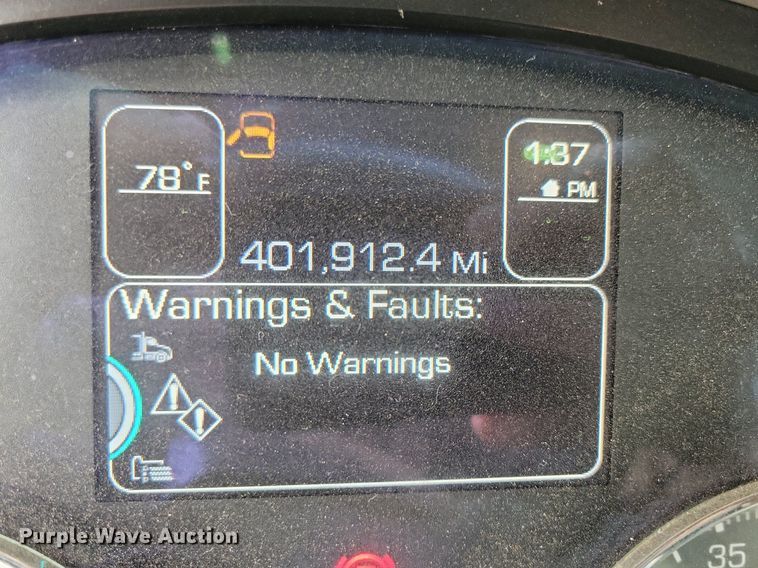 78°F
1:37
PM
401,912.4 Mi
Warnings & Faults:
No Warnings
Purple Wave Auction
35